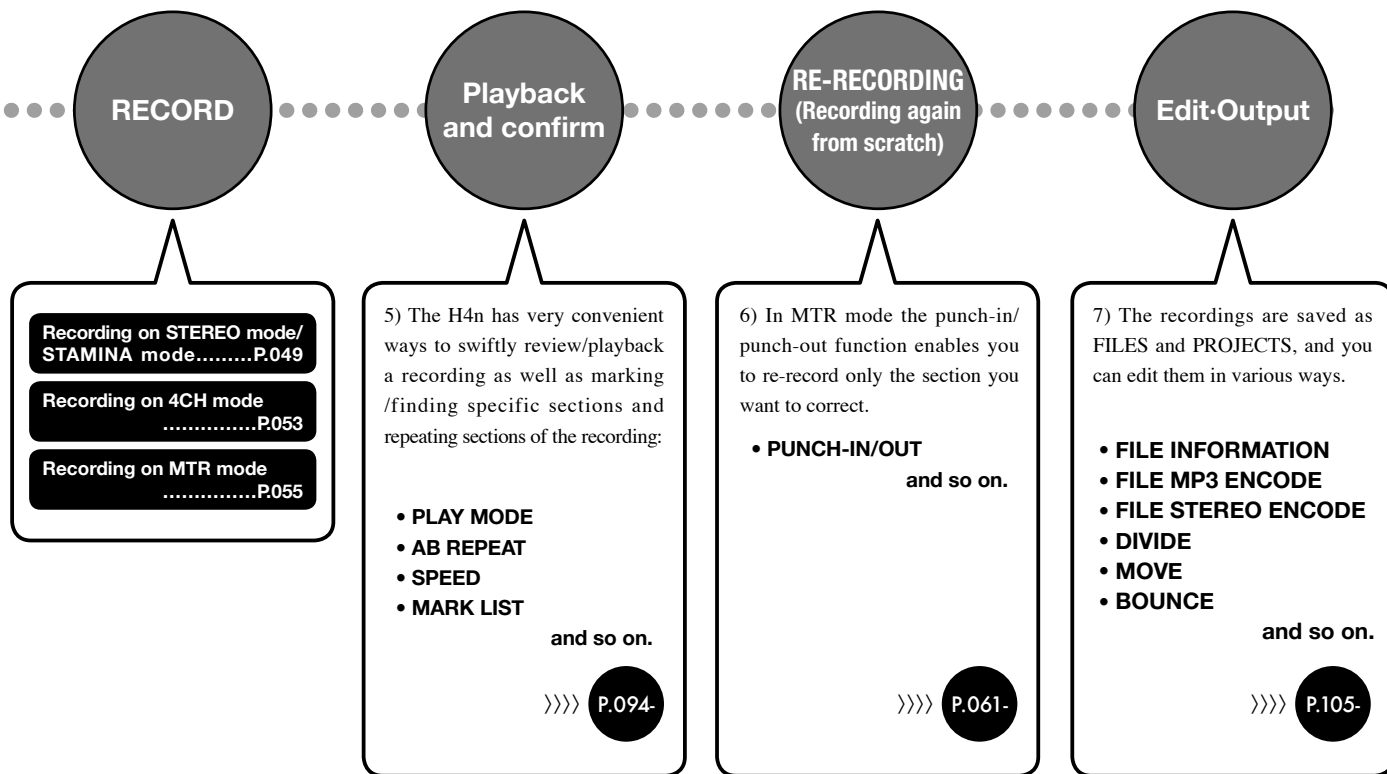 RECORD
Recording on STEREO mode/
STAMINA mode.........P.049
Recording on 4CH mode
...............P.053
Recording on MTR mode
...............P.055
Playback
and confirm
5) The H4n has very convenient
ways to swiftly review/playback
a recording as well as marking
/finding specific sections and
repeating sections of the recording:
• PLAY MODE
• AB REPEAT
• SPEED
• MARK LIST
and so on.
〉〉〉〉 P.094-
RE-RECORDING
(Recording again
from scratch)
6) In MTR mode the punch-in/
punch-out function enables you
to re-record only the section you
want to correct.
• PUNCH-IN/OUT
and so on.
〉〉〉〉 P.061-
Edit·Output
7) The recordings are saved as
FILES and PROJECTS, and you
can edit them in various ways.
• FILE INFORMATION
• FILE MP3 ENCODE
• FILE STEREO ENCODE
• DIVIDE
• MOVE
• BOUNCE
and so on.
〉〉〉〉 P.105-